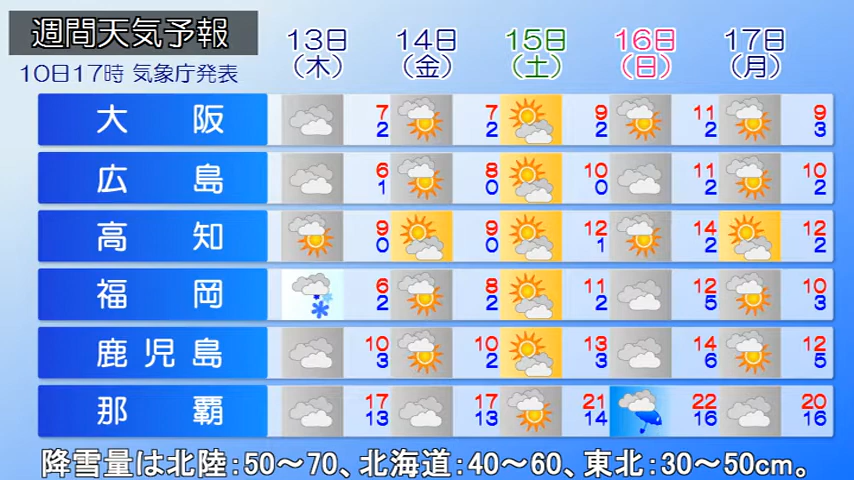 週間天気予報 13日 14日 15日 16日 17日
10日17時 気象庁発表 (木) (金) (土) (日) (月)
大阪 7 2 7 2 9 2 11 2 9 3
広島 6 1 8 0 10 0 11 2 10 2
高知 9 0 9 0 12 1 14 2 12 2
福岡 6 2 8 2 11 2 12 5 10 3
鹿児島 10 3 10 2 13 3 14 6 12 5
那覇 17 13 17 13 21 14 22 16 20 16
降雪量は北陸:50～70、北海道:40～60、東北:30～50cm。